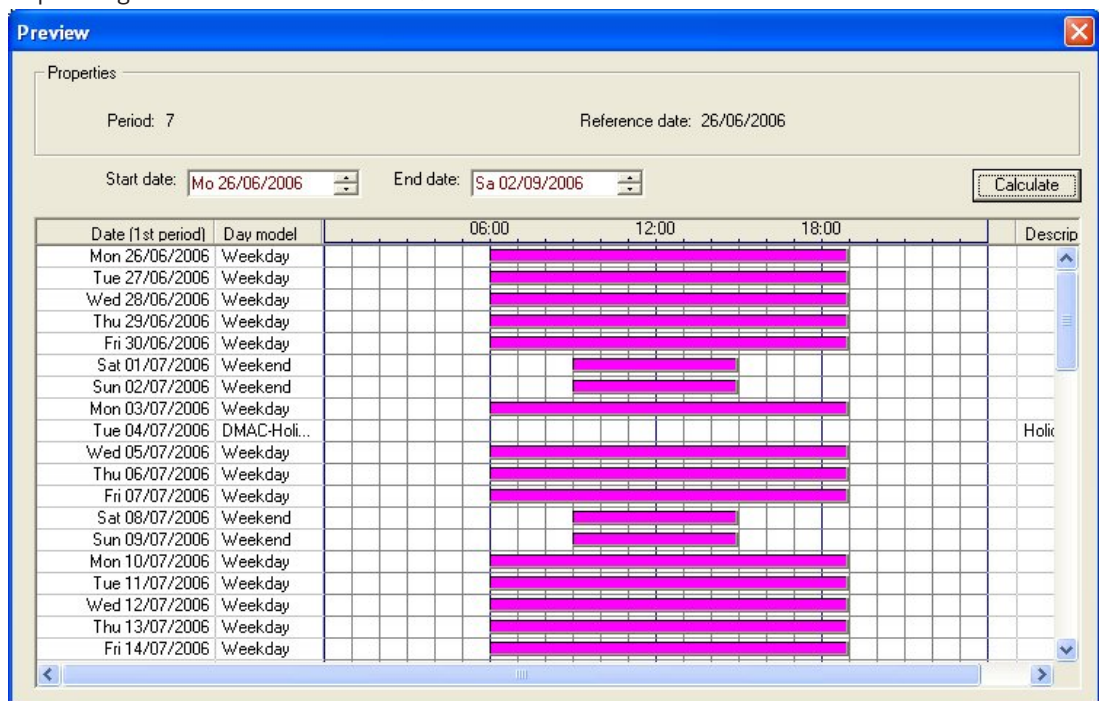 Preview
Properties
Period: 7 Reference date: 26/06/2006
Start date: Mo 26/06/2006 End date: Sa 02/09/2006 Calculate
Date (1st period) Day model 06:00 12:00 18:00 Descrip
Mon 26/06/2006 Weekday
Tue 27/06/2006 Weekday
Wed 28/06/2006 Weekday
Thu 29/06/2006 Weekday
Fri 30/06/2006 Weekday
Sat 01/07/2006 Weekend
Sun 02/07/2006 Weekend
Mon 03/07/2006 Weekday
Tue 04/07/2006 DMAC-Holi... Holic
Wed 05/07/2006 Weekday
Thu 06/07/2006 Weekday
Fri 07/07/2006 Weekday
Sat 08/07/2006 Weekend
Sun 09/07/2006 Weekend
Mon 10/07/2006 Weekday
Tue 11/07/2006 Weekday
Wed 12/07/2006 Weekday
Thu 13/07/2006 Weekday
Fri 14/07/2006 Weekday